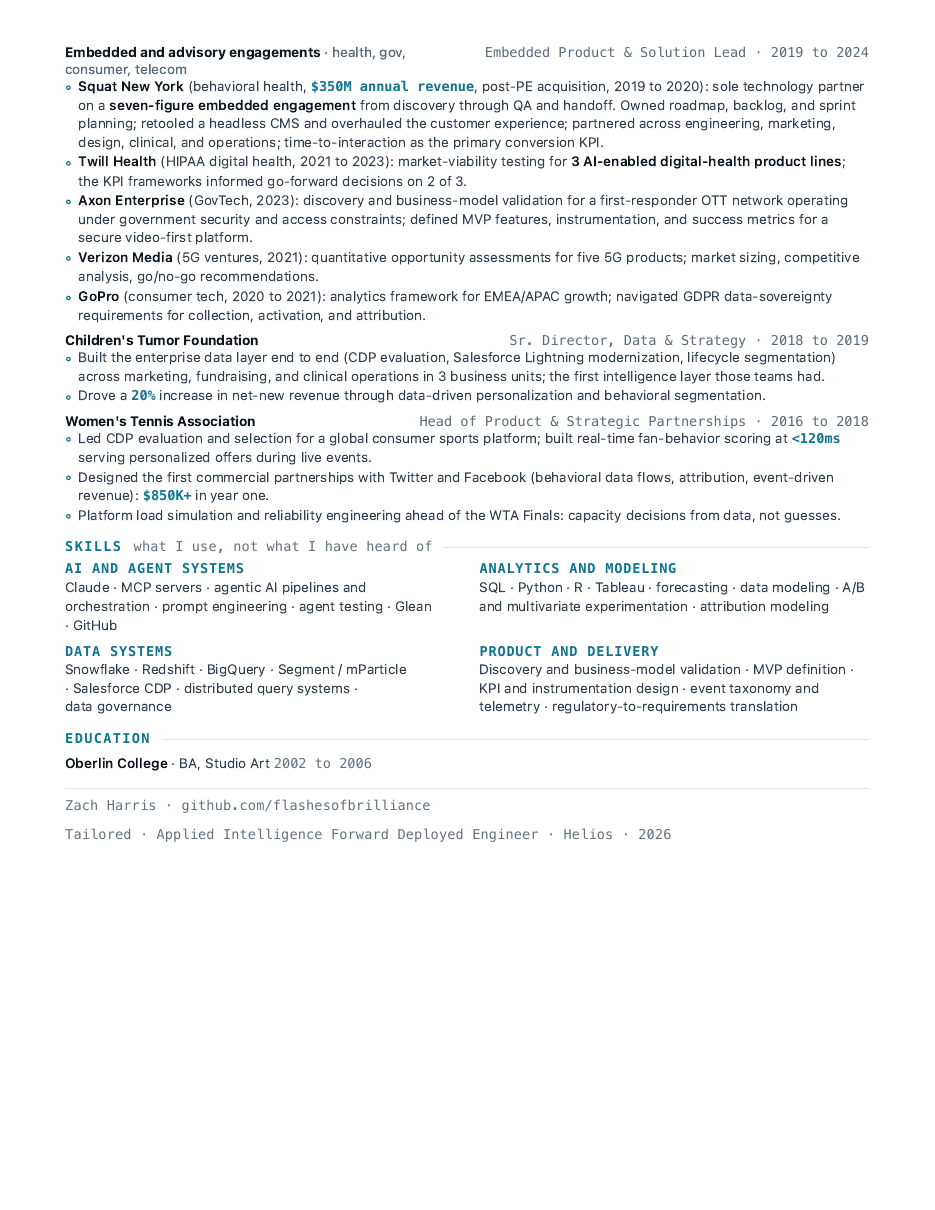 Embedded and advisory engagements · health, gov, Embedded Product & Solution Lead · 2019 to 2024
consumer, telecom
Squat New York (behavioral health, $350M annual revenue, post-PE acquisition, 2019 to 2020): sole technology partner
on a seven-figure embedded engagement from discovery through QA and handoff. Owned roadmap, backlog, and sprint
planning; retooled a headless CMS and overhauled the customer experience; partnered across engineering, marketing,
design, clinical, and operations; time-to-interaction as the primary conversion KPI.
Twill Health (HIPAA digital health, 2021 to 2023): market-viability testing for 3 AI-enabled digital-health product lines;
the KPI frameworks informed go-forward decisions on 2 of 3.
Axon Enterprise (GovTech, 2023): discovery and business-model validation for a first-responder OTT network operating
under government security and access constraints; defined MVP features, instrumentation, and success metrics for a
secure video-first platform.
Verizon Media (5G ventures, 2021): quantitative opportunity assessments for five 5G products; market sizing, competitive
analysis, go/no-go recommendations.
GoPro (consumer tech, 2020 to 2021): analytics framework for EMEA/APAC growth; navigated GDPR data-sovereignty
requirements for collection, activation, and attribution.
Children's Tumor Foundation Sr. Director, Data & Strategy · 2018 to 2019
Built the enterprise data layer end to end (CDP evaluation, Salesforce Lightning modernization, lifecycle segmentation)
across marketing, fundraising, and clinical operations in 3 business units; the first intelligence layer those teams had.
Drove a 20% increase in net-new revenue through data-driven personalization and behavioral segmentation.
Women's Tennis Association Head of Product & Strategic Partnerships · 2016 to 2018
Led CDP evaluation and selection for a global consumer sports platform; built real-time fan-behavior scoring at <120ms
serving personalized offers during live events.
Designed the first commercial partnerships with Twitter and Facebook (behavioral data flows, attribution, event-driven
revenue): $850K+ in year one.
Platform load simulation and reliability engineering ahead of the WTA Finals: capacity decisions from data, not guesses.
SKILLS what I use, not what I have heard of
AI AND AGENT SYSTEMS
Claude · MCP servers · agentic AI pipelines and
orchestration · prompt engineering · agent testing · Glean
· GitHub
ANALYTICS AND MODELING
SQL · Python · R · Tableau · forecasting · data modeling · A/B
and multivariate experimentation · attribution modeling
DATA SYSTEMS
Snowflake · Redshift · BigQuery · Segment / mParticle
· Salesforce CDP · distributed query systems ·
data governance
PRODUCT AND DELIVERY
Discovery and business-model validation · MVP definition ·
KPI and instrumentation design · event taxonomy and
telemetry · regulatory-to-requirements translation
EDUCATION
Oberlin College · BA, Studio Art 2002 to 2006
Zach Harris · github.com/flashesofbrilliance
Tailored · Applied Intelligence Forward Deployed Engineer · Helios · 2026